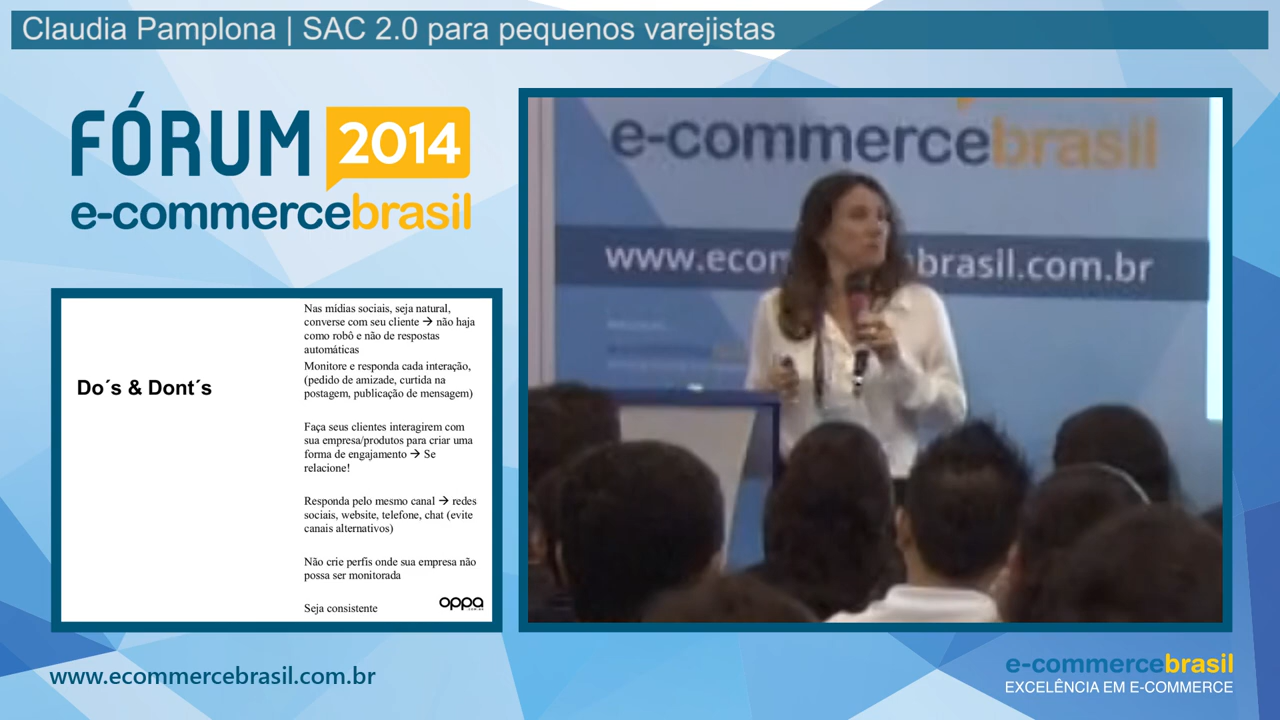 Claudia Pamplona | SAC 2.0 para pequenos varejistas
FÓRUM 2014
e-commercebrasil
Do´s & Dont´s
Nas mídias sociais, seja natural,
converse com seu cliente → não haja
como robô e não de respostas
automáticas
Monitore e responda cada interação,
(pedido de amizade, curtida na
postagem, publicação de mensagem)
Faça seus clientes interagirem com
sua empresa/produtos para criar uma
forma de engajamento → Se
relacione!
Responda pelo mesmo canal → redes
sociais, website, telefone, chat (evite
canais alternativos)
Não crie perfis onde sua empresa não
possa ser monitorada
Seja consistente
oppa
e-commercebrasil
www.ecom brasil.com.br
www.ecommercebrasil.com.br
e-commercebrasil
EXCELÊNCIA EM E-COMMERCE